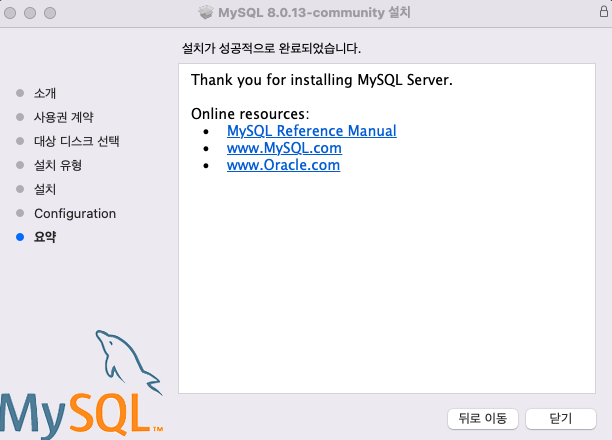 MySQL 8.0.13-community 설치
설치가 성공적으로 완료되었습니다.
소개
사용권 계약
대상 디스크 선택
설치 유형
설치
Configuration
요약
Thank you for installing MySQL Server.
Online resources:
• MySQL Reference Manual
• www.MySQL.com
• www.Oracle.com
MySQL™
뒤로 이동
닫기